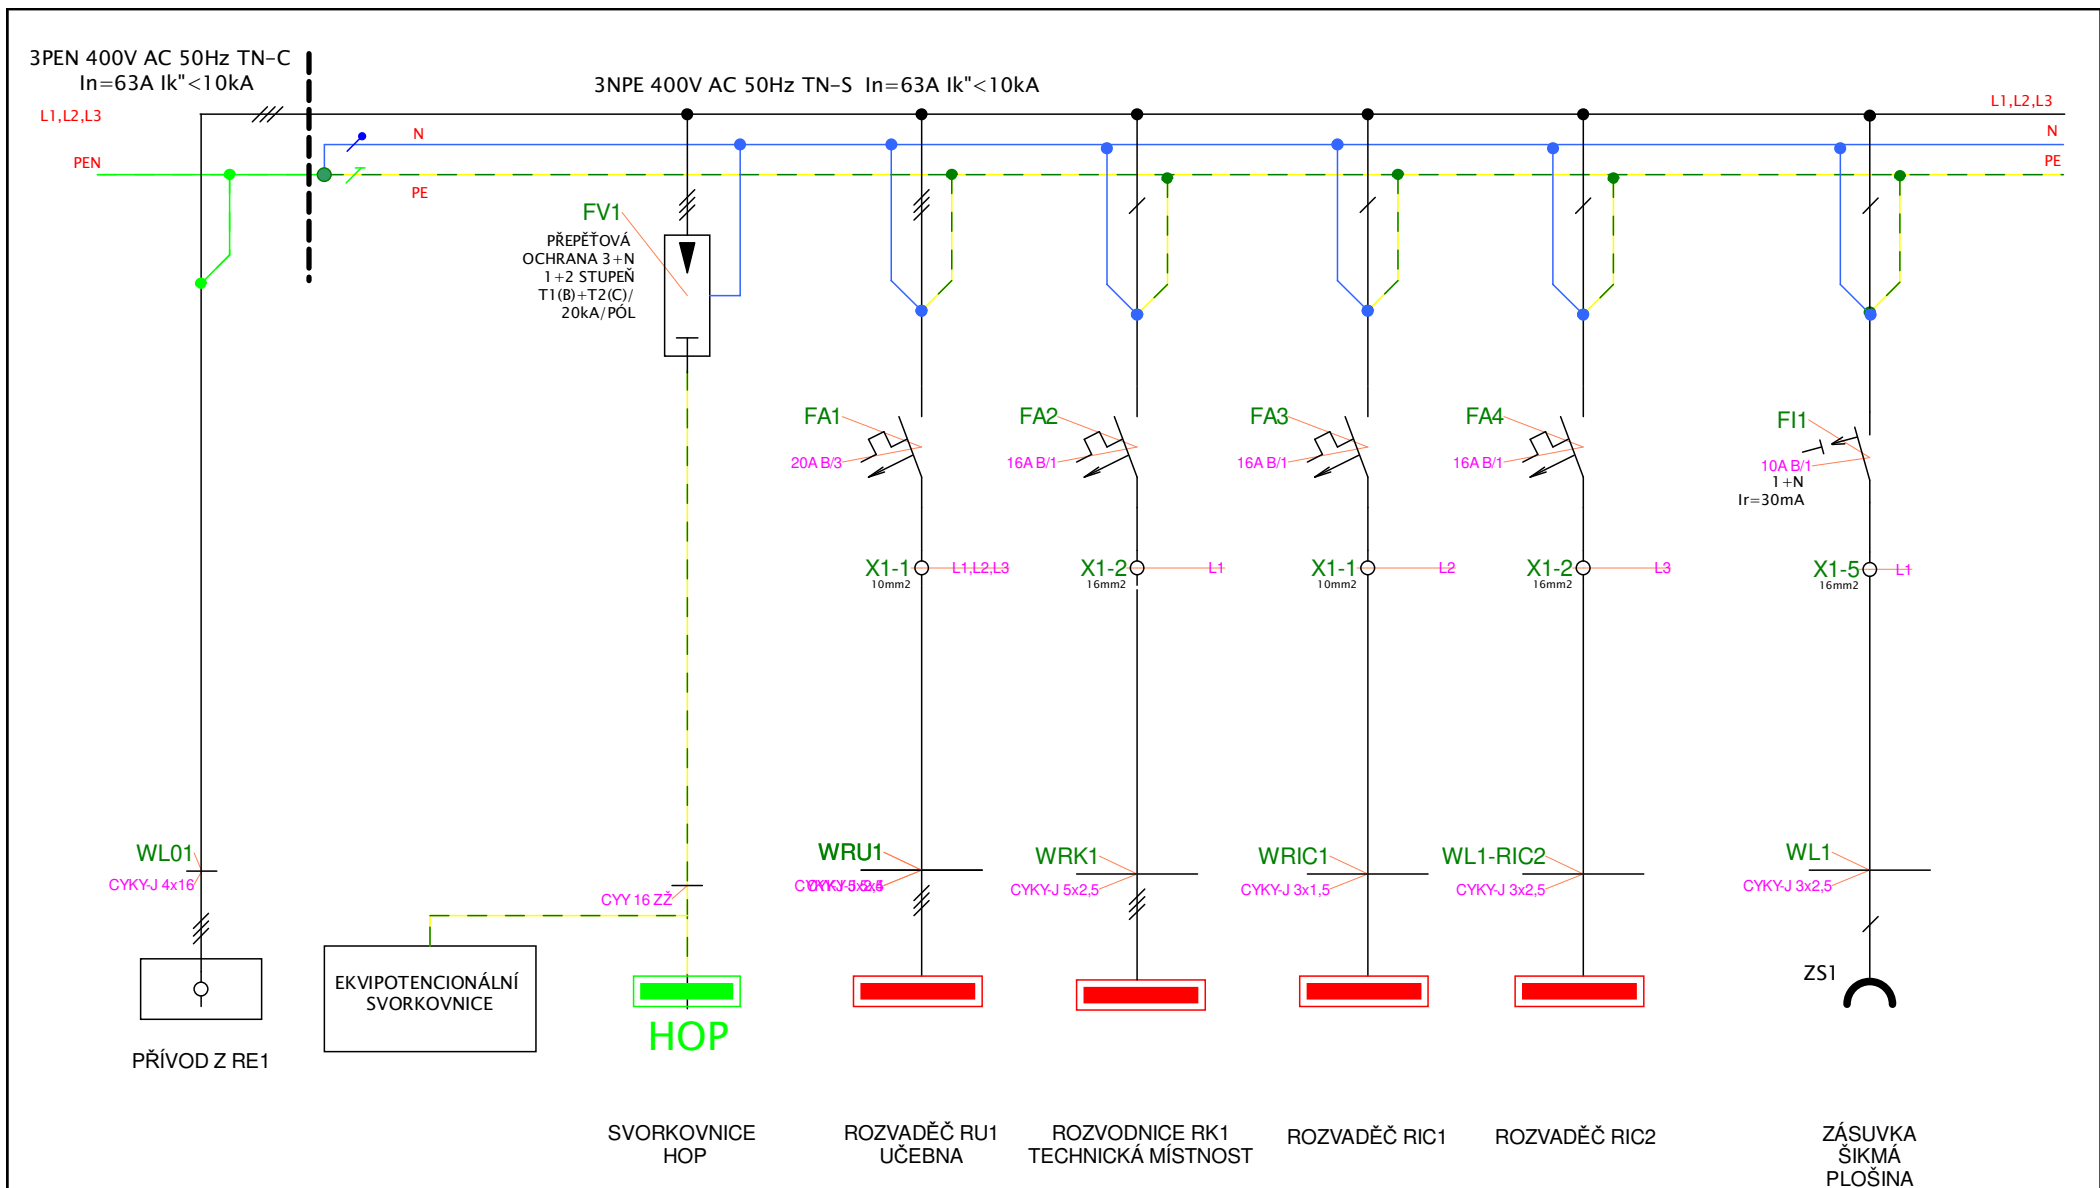 3PEN 400V AC 50Hz TN-C
In=63A Ik"<10kA
3NPE 400V AC 50Hz TN-S In=63A Ik"<10kA
L1,L2,L3
L1,L2,L3
N
N
PEN
PE
PE
FV1
PŘEPĚŤOVÁ
OCHRANA 3+N
1+2 STUPEŇ
T1(B)+T2(C)/
20kA/PÓL
FA1
20A B/3
FA2
16A B/1
FA3
16A B/1
FA4
16A B/1
FI1
10A B/1
1+N
Ir=30mA
X1-1
10mm2
L1,L2,L3
X1-2
16mm2
L1
X1-1
10mm2
L2
X1-2
16mm2
L3
X1-5
16mm2
L1
WL01
CYKY-J 4x16
CYY 16 ZŽ
WRU1
WRK1
CYKY-J 5x2,5
WRIC1
CYKY-J 3x1,5
WL1-RIC2
CYKY-J 3x2,5
WL1
CYKY-J 3x2,5
ZS1
EKVIPOTENCIONÁLNÍ
SVORKOVNICE
HOP
PŘÍVOD Z RE1
SVORKOVNICE
HOP
ROZVADĚČ RU1
UČEBNA
ROZVODNICE RK1
TECHNICKÁ MÍSTNOST
ROZVADĚČ RIC1
ROZVADĚČ RIC2
ZÁSUVKA
ŠIKMÁ
PLOŠINA